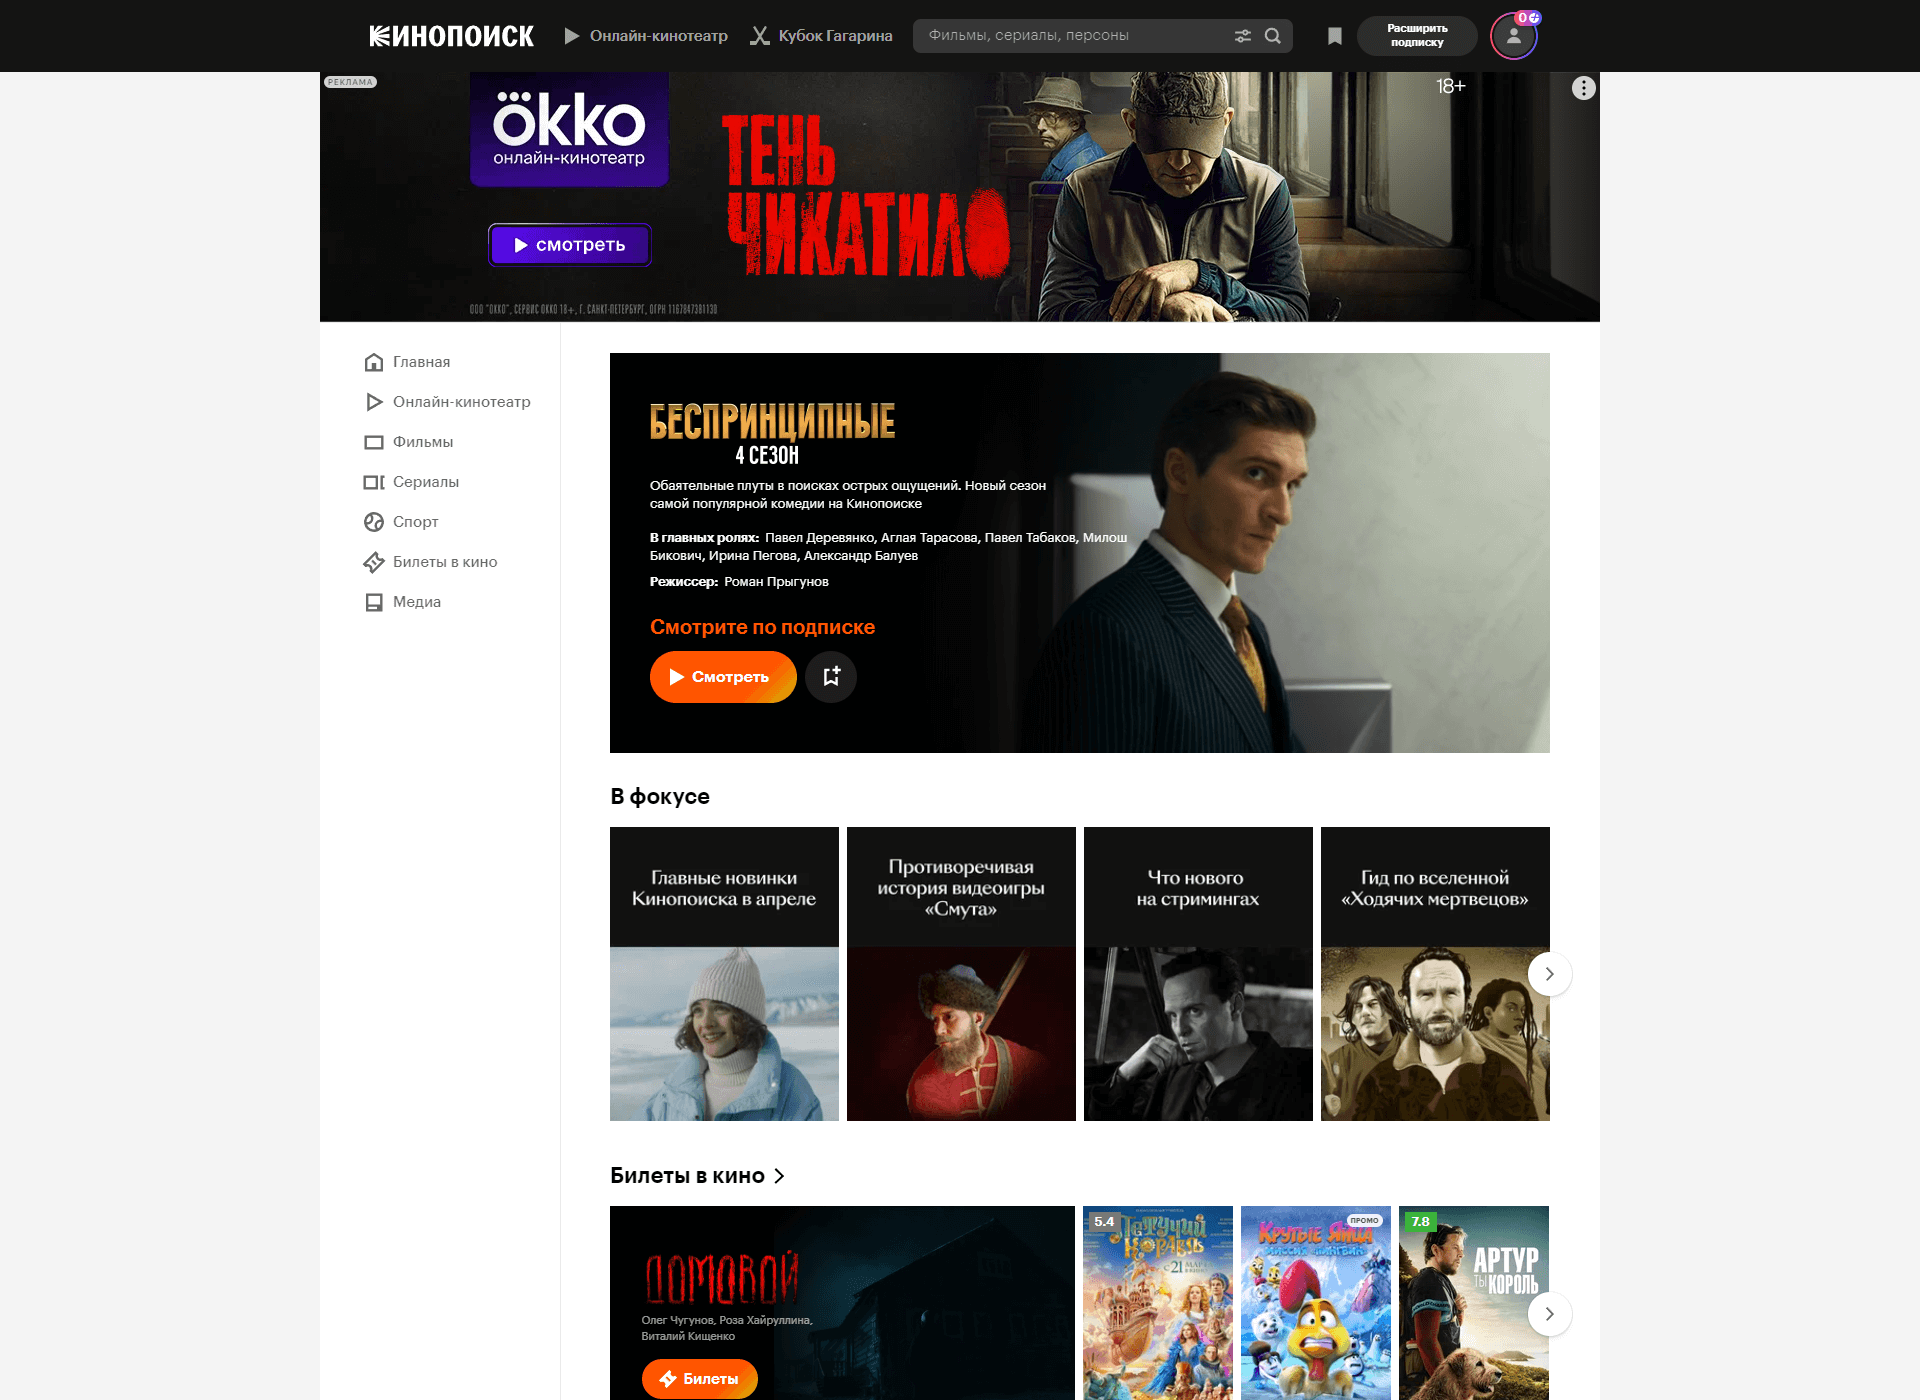 КИНОПОИСК
Онлайн-кинотеатр
Кубок Гагарина
Фильмы, сериалы, персоны
Расширить
подписку
0
РЕКЛАМА
ökko
онлайн-кинотеатр
смотреть
ТЕНЬ
ЧИКАТИЛО
18+
ООО "ОККО", СЕРВИС ОККО 18+, Г. САНКТ-ПЕТЕРБУРГ, ОГРН 1167847381130
Главная
Онлайн-кинотеатр
Фильмы
Сериалы
Спорт
Билеты в кино
Медиа
БЕСПРИНЦИПНЫЕ
4 СЕЗОН
Обаятельные плуты в поисках острых ощущений. Новый сезон
самой популярной комедии на Кинопоиске
В главных ролях: Павел Деревянко, Аглая Тарасова, Павел Табаков, Милош
Бикович, Ирина Пегова, Александр Балуев
Режиссер: Роман Прыгунов
Смотрите по подписке
Смотреть
В фокусе
Главные новинки
Кинопоиска в апреле
Противоречивая
история видеоигры
«Смута»
Что нового
на стримингах
Гид по вселенной
«Ходячих мертвецов»
Билеты в кино
ДОМОВОЙ
Олег Чугунов, Роза Хайруллина,
Виталий Кищенко
Билеты
5.4
Летучий
корабль
с 21 МАРТА
ПРОМО
КРУТЫЕ ЯЙЦА
МИССИЯ ПИНГВИН
7.8
АРТУР
ТЫ КОРОЛЬ